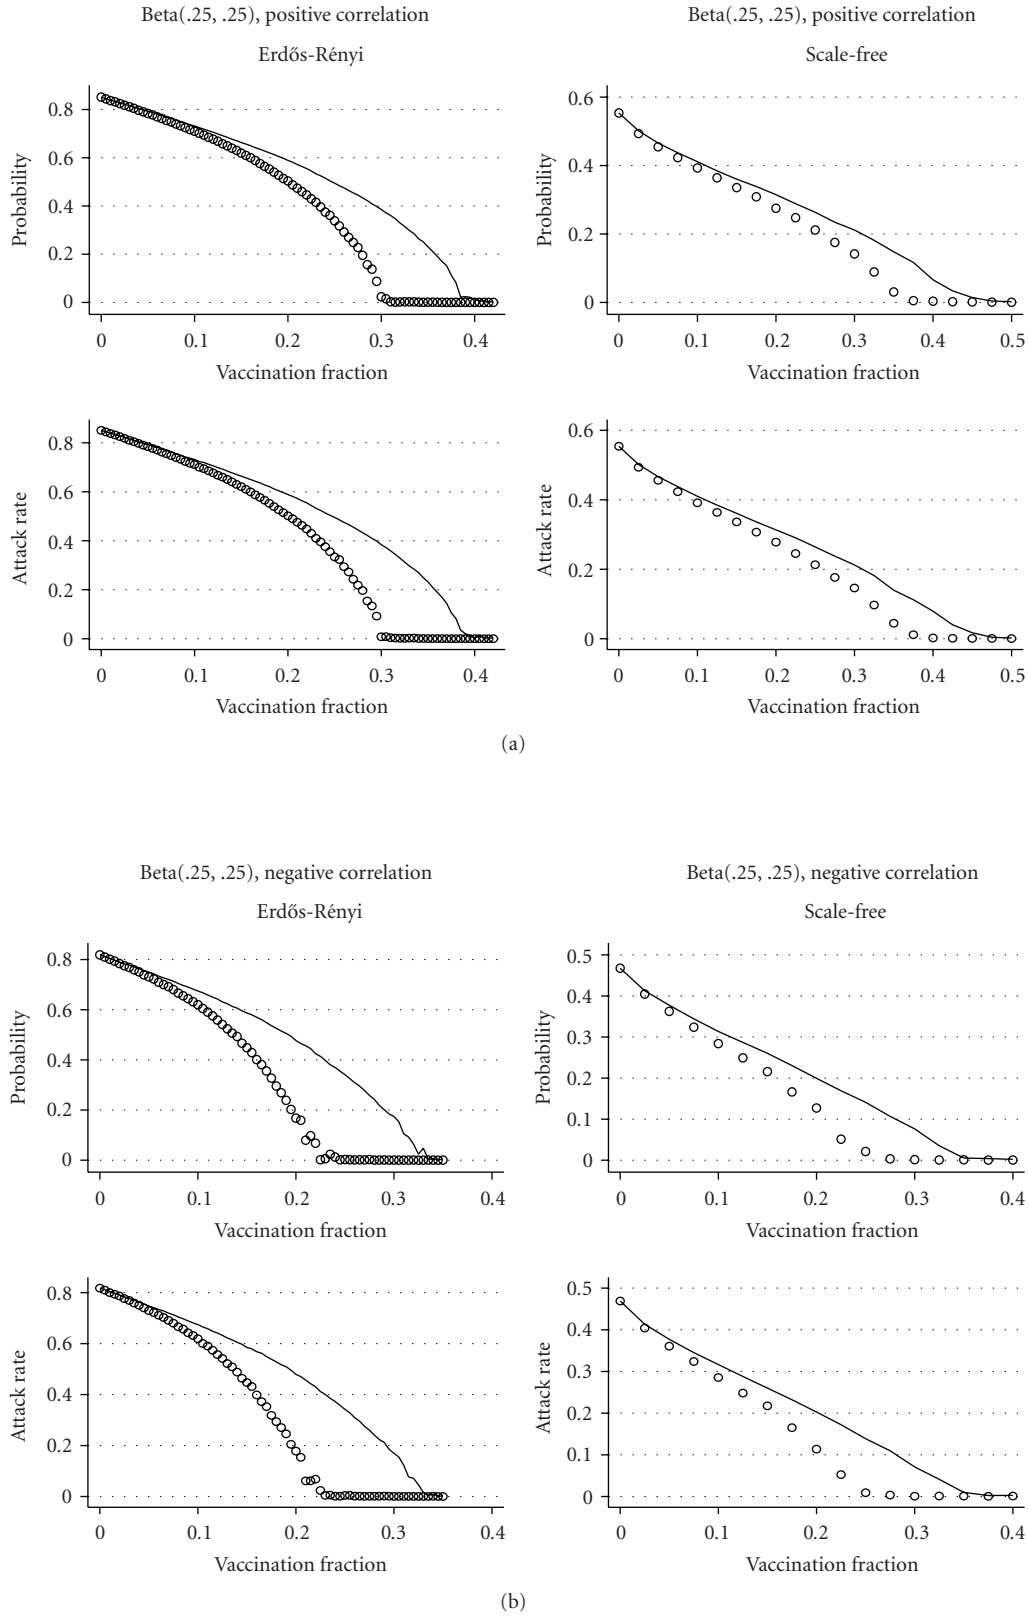 Beta(.25, .25), positive correlation
Erdős-Rényi
Probability
0.8
0.6
0.4
0.2
0
0 0.1 0.2 0.3 0.4
Vaccination fraction
Beta(.25, .25), positive correlation
Scale-free
Probability
0.6
0.4
0.2
0
0 0.1 0.2 0.3 0.4 0.5
Vaccination fraction
Attack rate
0.8
0.6
0.4
0.2
0
0 0.1 0.2 0.3 0.4
Vaccination fraction
Attack rate
0.6
0.4
0.2
0
0 0.1 0.2 0.3 0.4 0.5
Vaccination fraction
(a)
Beta(.25, .25), negative correlation
Erdős-Rényi
Probability
0.8
0.6
0.4
0.2
0
0 0.1 0.2 0.3 0.4
Vaccination fraction
Beta(.25, .25), negative correlation
Scale-free
Probability
0.5
0.4
0.3
0.2
0.1
0
0 0.1 0.2 0.3 0.4
Vaccination fraction
Attack rate
0.8
0.6
0.4
0.2
0
0 0.1 0.2 0.3 0.4
Vaccination fraction
Attack rate
0.5
0.4
0.3
0.2
0.1
0
0 0.1 0.2 0.3 0.4
Vaccination fraction
(b)